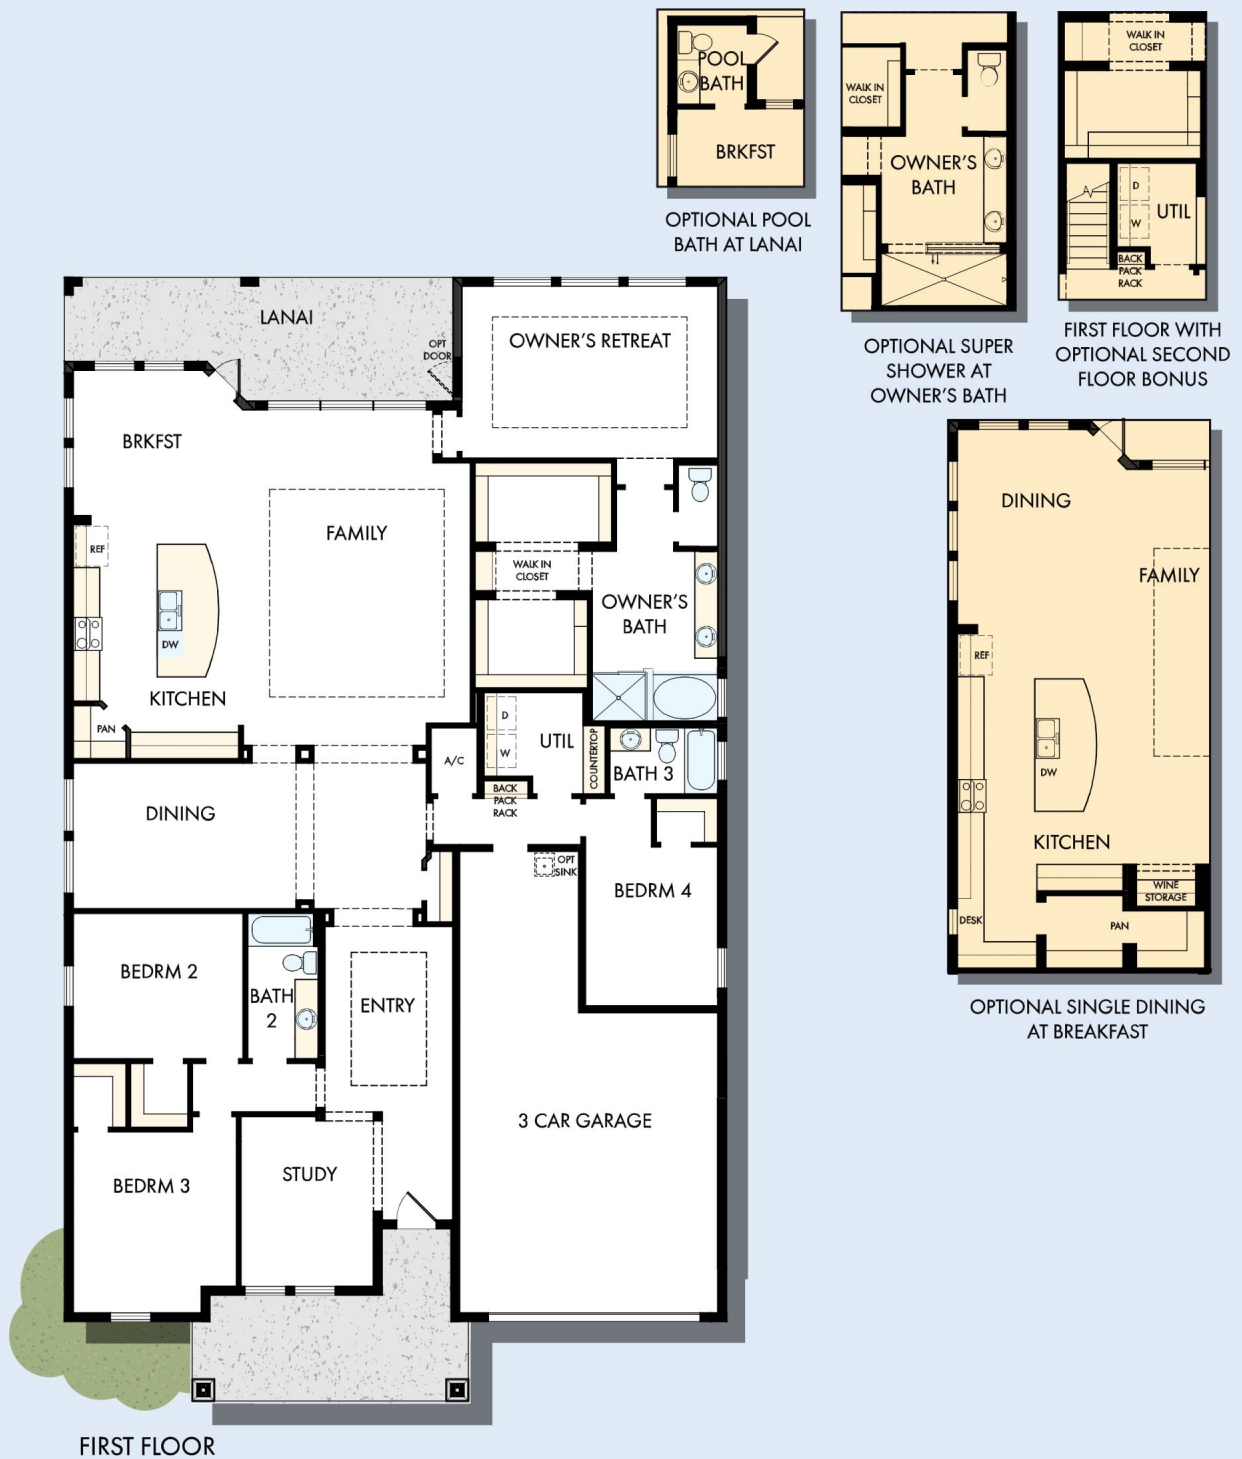 POOL
BATH
BRKFST
OPTIONAL POOL
BATH AT LANAI
WALK IN
CLOSET
OWNER'S
BATH
OPTIONAL SUPER
SHOWER AT
OWNER'S BATH
WALK IN
CLOSET
D
W
UTIL
BACK
PACK
RACK
FIRST FLOOR WITH
OPTIONAL SECOND
FLOOR BONUS
LANAI
OPT
DOOR
OWNER'S RETREAT
BRKFST
FAMILY
REF
WALK IN
CLOSET
OWNER'S
BATH
DW
KITCHEN
PAN
D
W
UTIL
COUNTERTOP
A/C
BATH 3
BACK
PACK
RACK
DINING
OPT
SINK
BEDRM 4
BEDRM 2
BATH
2
ENTRY
3 CAR GARAGE
BEDRM 3
STUDY
FIRST FLOOR
DINING
FAMILY
REF
DW
KITCHEN
WINE
STORAGE
DESK
PAN
OPTIONAL SINGLE DINING
AT BREAKFAST